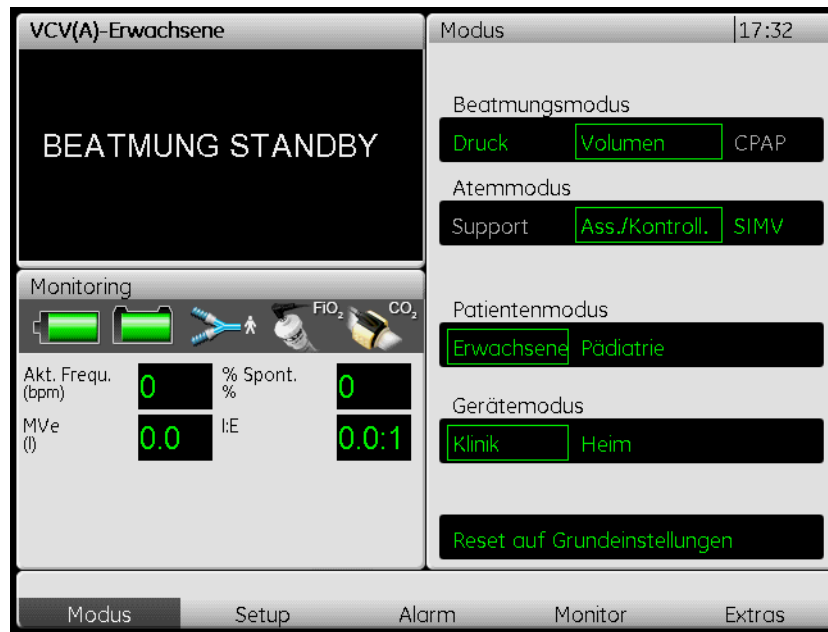 VCV(A)-Erwachsene
BEATMUNG STANDBY
Monitoring
FiO2
CO2
Akt. Frequ.
(bpm)
0
% Spont.
%
0
MVe
(l)
0.0
I:E
0.0:1
Modus
17:32
Beatmungsmodus
Druck Volumen CPAP
Atemmodus
Support Ass./Kontroll. SIMV
Patientenmodus
Erwachsene Pädiatrie
Gerätemodus
Klinik Heim
Reset auf Grundeinstellungen
Modus Setup Alarm Monitor Extras